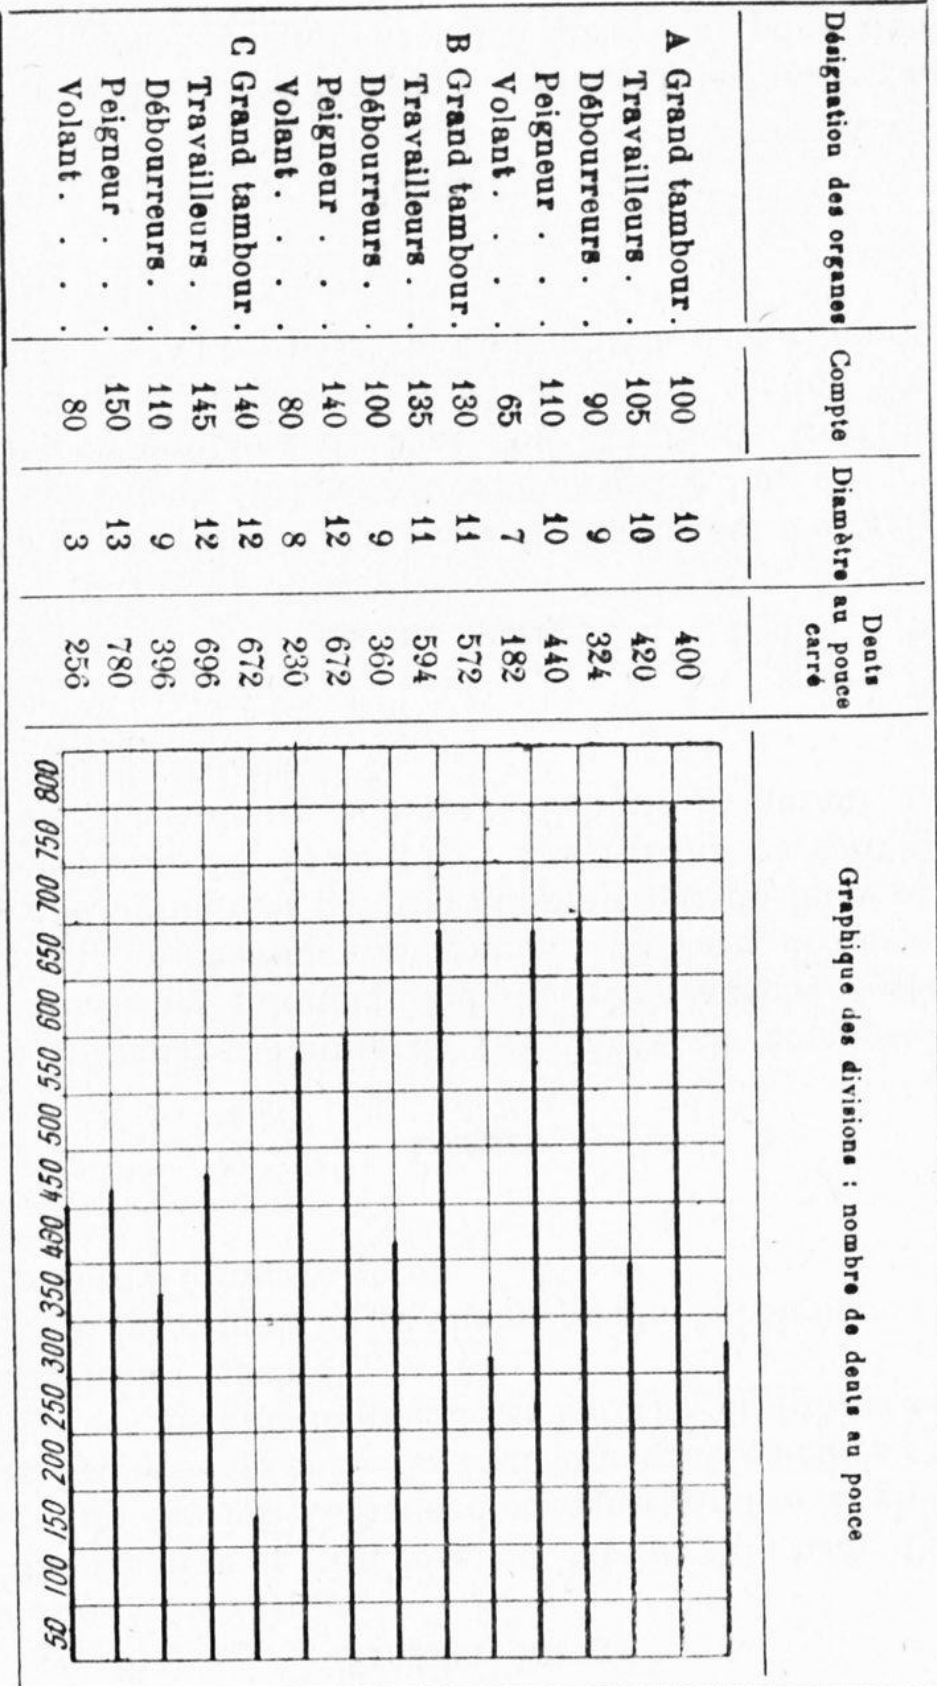 Désignation des organes Compte Diamètre Dents au pouce carré Graphique des divisions : nombre de dents au pouce
A Grand tambour. 100 10 400
Travailleurs . . 105 10 420
Débourreurs. . 90 9 324
Peigneur . . . 110 10 440
Volant. . . . 65 7 182
B Grand tambour. 130 11 572
Travailleurs . . 135 11 594
Débourreurs. . 100 9 360
Peigneur . . . 140 12 672
Volant. . . . 80 8 230
C Grand tambour. 140 12 672
Travailleurs . . 145 12 696
Débourreurs. . 110 9 396
Peigneur . . . 150 13 780
Volant. . . . 80 3 256
800 750 700 650 600 550 500 450 400 350 300 250 200 150 100 50